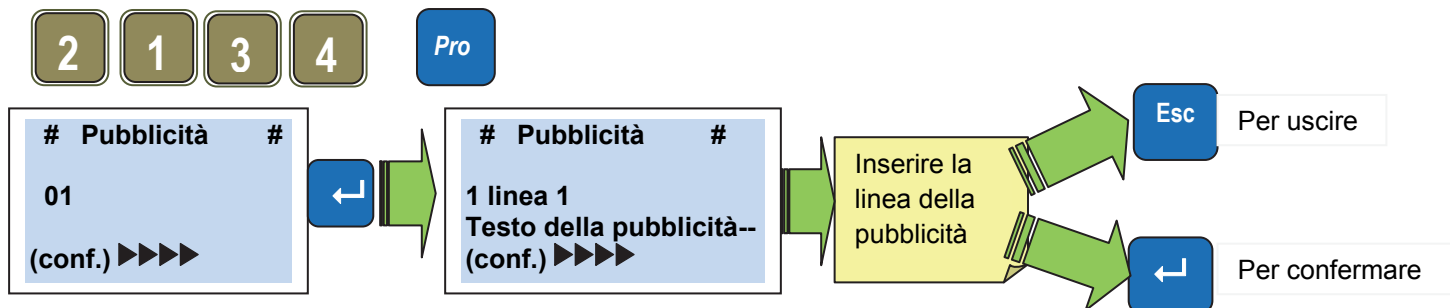 2 1 3 4 Pro
# Pubblicità #
01
(conf.) ▶▶▶▶
# Pubblicità #
1 linea 1
Testo della pubblicità--
(conf.) ▶▶▶▶
Inserire la
linea della
pubblicità
Esc Per uscire
Per confermare